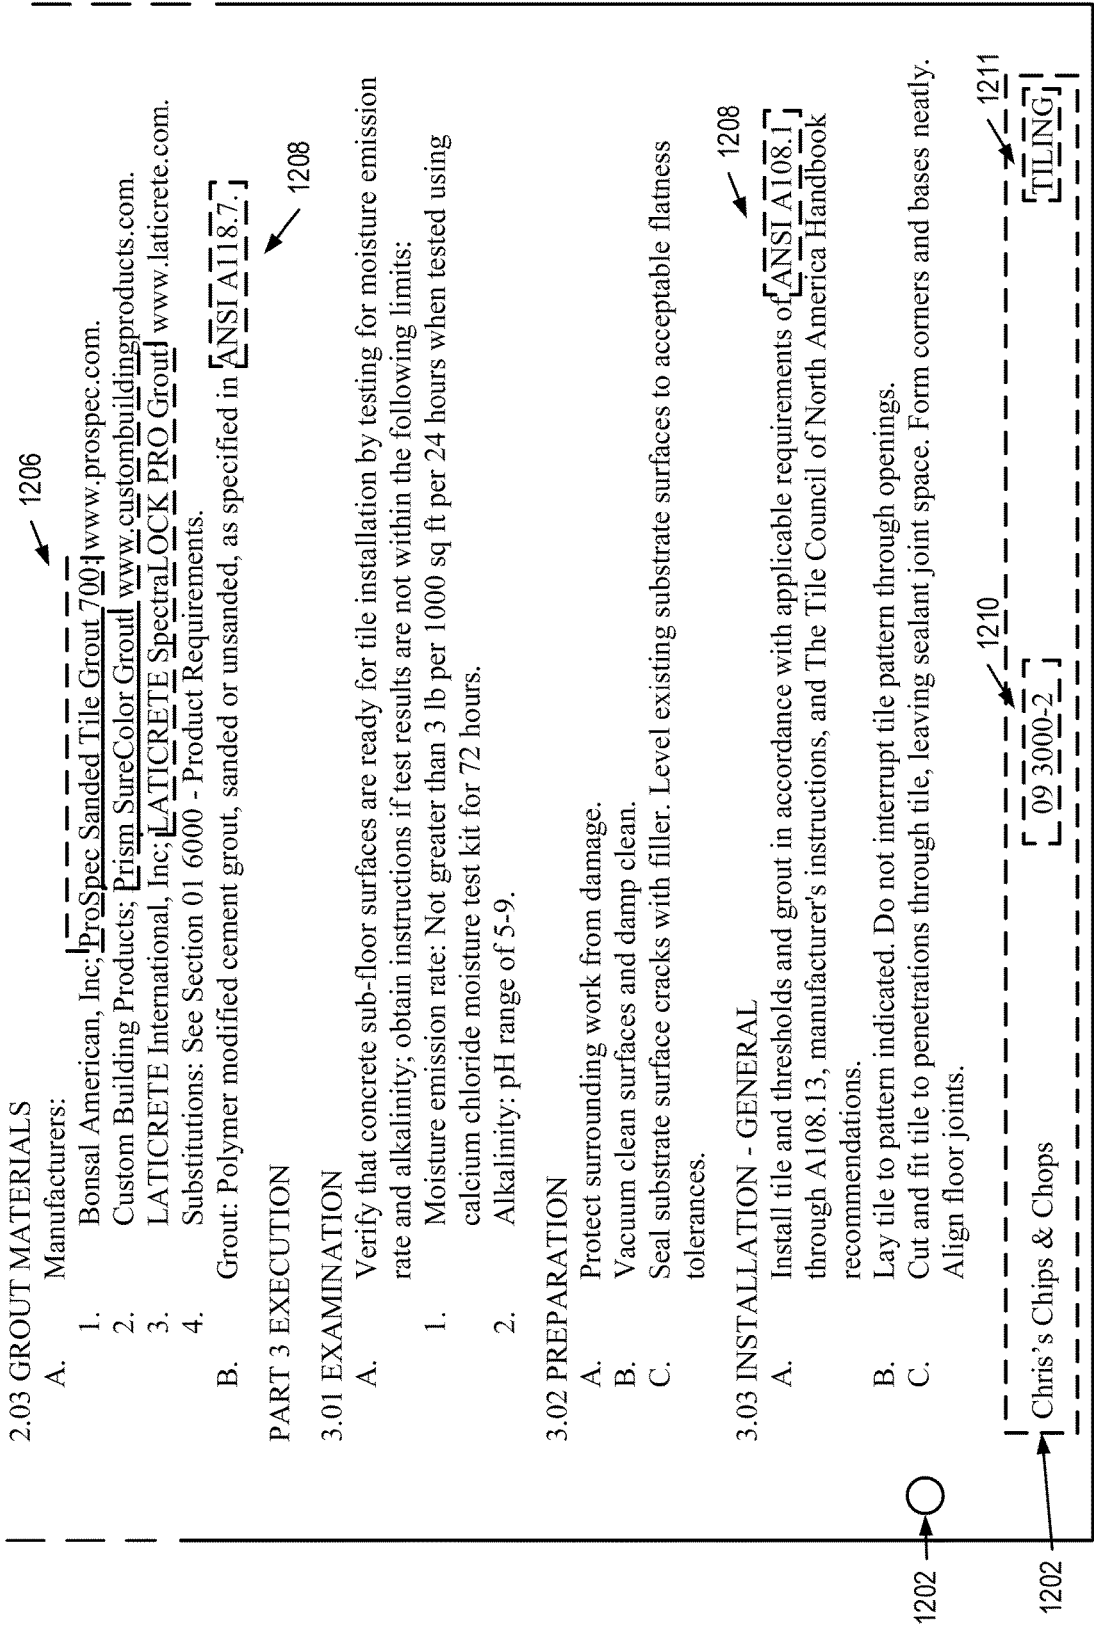 2.03 GROUT MATERIALS
A. Manufacturers:
1. Bonsal American, Inc; ProSpec Sanded Tile Grout 700: www.prospec.com.
2. Custom Building Products; Prism SureColor Grout www.custombuildingproducts.com.
3. LATICRETE International, Inc; LATICRETE SpectraLOCK PRO Grout: www.laticrete.com.
4. Substitutions: See Section 01 6000 - Product Requirements.
B. Grout: Polymer modified cement grout, sanded or unsanded, as specified in ANSI A118.7.
1206
1208
PART 3 EXECUTION
3.01 EXAMINATION
A. Verify that concrete sub-floor surfaces are ready for tile installation by testing for moisture emission
rate and alkalinity; obtain instructions if test results are not within the following limits:
1. Moisture emission rate: Not greater than 3 lb per 1000 sq ft per 24 hours when tested using
calcium chloride moisture test kit for 72 hours.
2. Alkalinity: pH range of 5-9.
3.02 PREPARATION
A. Protect surrounding work from damage.
B. Vacuum clean surfaces and damp clean.
C. Seal substrate surface cracks with filler. Level existing substrate surfaces to acceptable flatness
tolerances.
3.03 INSTALLATION - GENERAL
1208
A. Install tile and thresholds and grout in accordance with applicable requirements of ANSI A108.1
through A108.13, manufacturer's instructions, and The Tile Council of North America Handbook
recommendations.
B. Lay tile to pattern indicated. Do not interrupt tile pattern through openings.
C. Cut and fit tile to penetrations through tile, leaving sealant joint space. Form corners and bases neatly.
Align floor joints.
1202
1210
1211
Chris's Chips & Chops 09 3000-2 TILING
1202